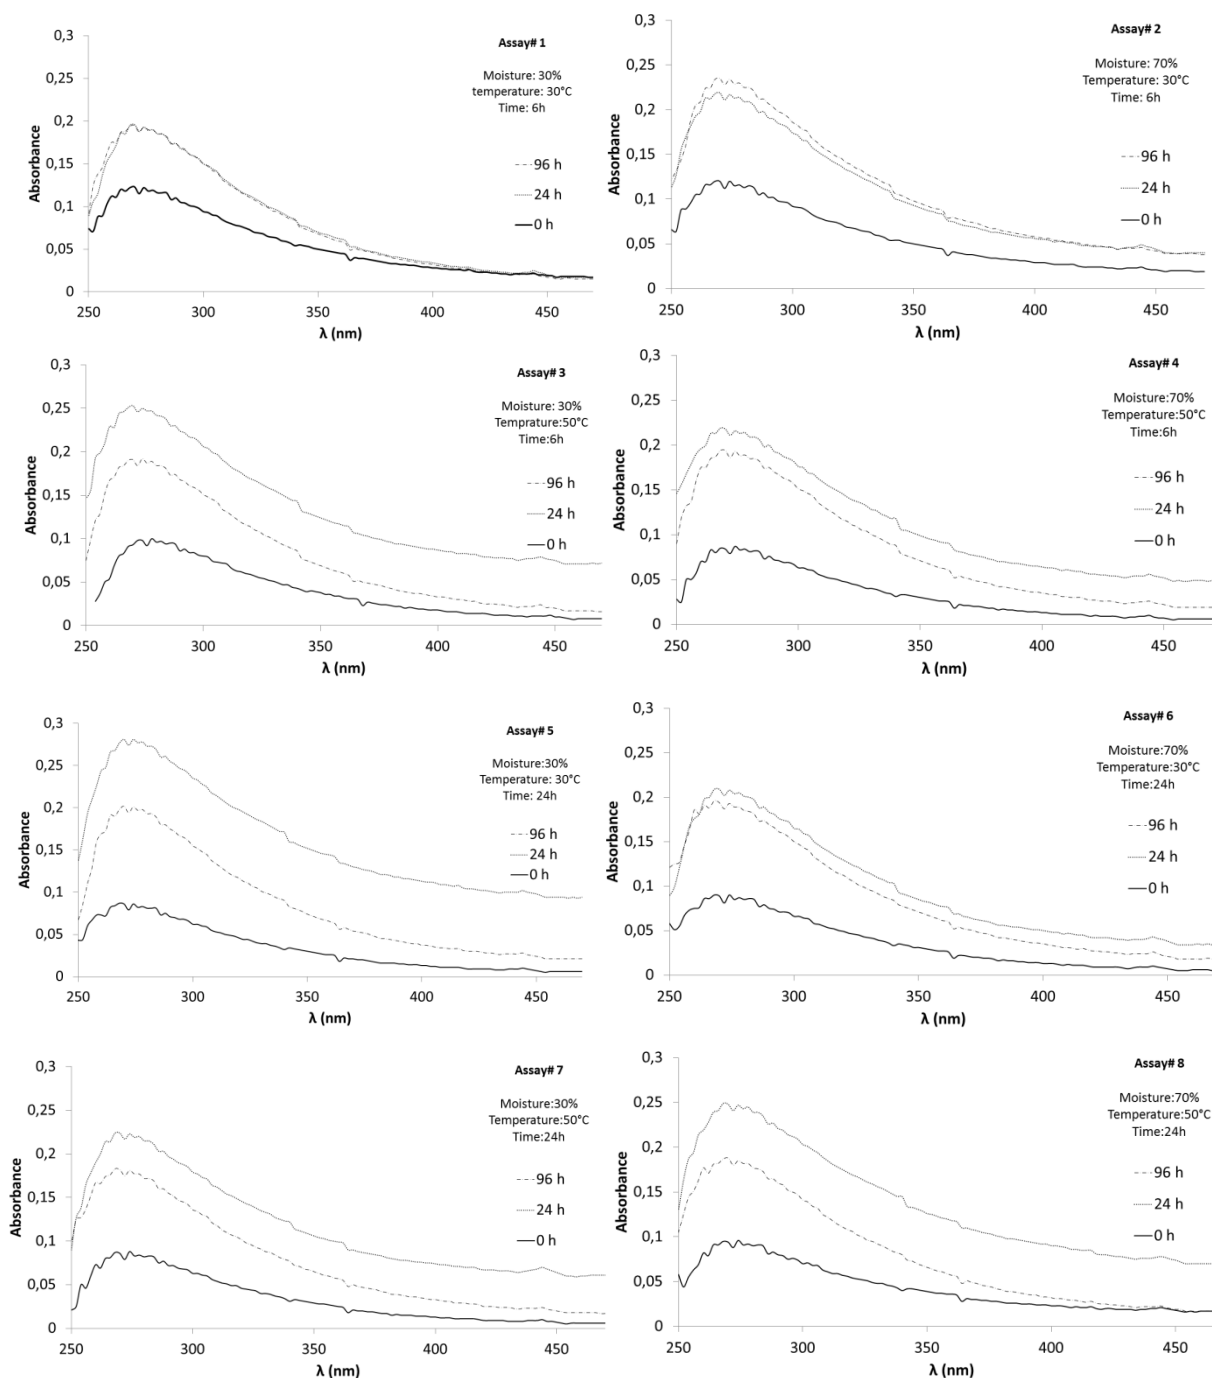 Assay# 1
Moisture: 30%
temperature: 30°C
Time: 6h
96 h
24 h
0 h
Absorbance
0,3
0,25
0,2
0,15
0,1
0,05
0
250 300 350 400 450
λ (nm)
Assay# 2
Moisture: 70%
Temperature: 30°C
Time: 6h
96 h
24 h
0 h
Absorbance
0,3
0,25
0,2
0,15
0,1
0,05
0
250 300 350 400 450
λ (nm)
Assay# 3
Moisture: 30%
Temprature:50°C
Time:6h
96 h
24 h
0 h
Absorbance
0,3
0,25
0,2
0,15
0,1
0,05
0
250 300 350 400 450
λ (nm)
Assay# 4
Moisture:70%
Temperature:50°C
Time:6h
96 h
24 h
0 h
Absorbance
0,3
0,25
0,2
0,15
0,1
0,05
0
250 300 350 400 450
λ (nm)
Assay# 5
Moisture:30%
Temperature: 30°C
Time: 24h
96 h
24 h
0 h
Absorbance
0,3
0,25
0,2
0,15
0,1
0,05
0
250 300 350 400 450
λ (nm)
Assay# 6
Moisture:70%
Temperature:30°C
Time:24h
96 h
24 h
0 h
Absorbance
0,3
0,25
0,2
0,15
0,1
0,05
0
250 300 350 400 450
λ (nm)
Assay# 7
Moisture:30%
Temperature:50°C
Time:24h
96 h
24 h
0 h
Absorbance
0,3
0,25
0,2
0,15
0,1
0,05
0
250 300 350 400 450
λ (nm)
Assay# 8
Moisture:70%
Temperature:50°C
Time:24h
96 h
24 h
0 h
Absorbance
0,3
0,25
0,2
0,15
0,1
0,05
0
250 300 350 400 450
λ (nm)